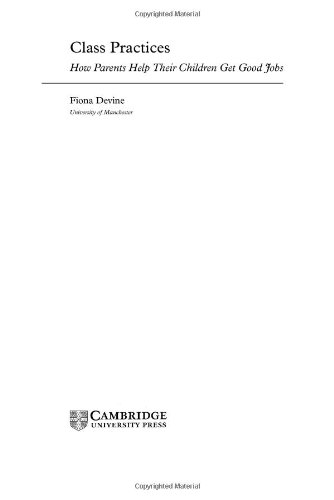 Copyrighted Material
Class Practices
How Parents Help Their Children Get Good Jobs
Fiona Devine
University of Manchester
CAMBRIDGE
UNIVERSITY PRESS
Copyrighted Material